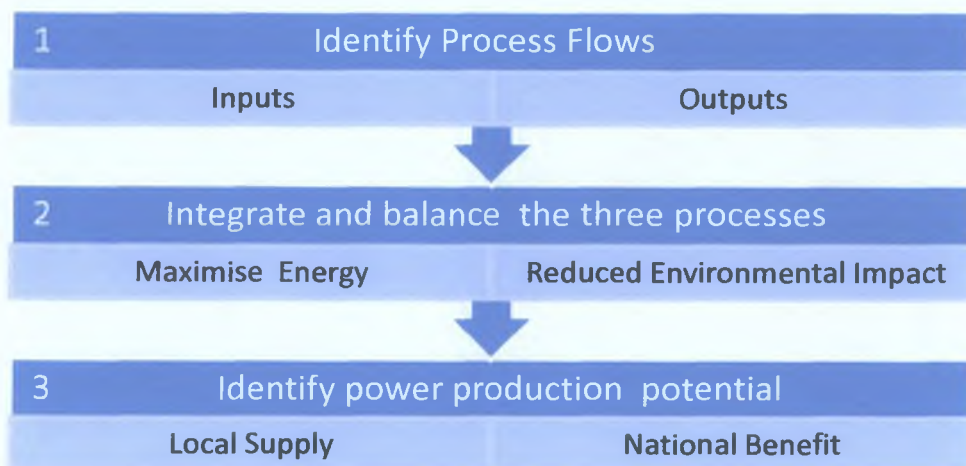 1 Identify Process Flows
Inputs Outputs
2 Integrate and balance the three processes
Maximise Energy Reduced Environmental Impact
3 Identify power production potential
Local Supply National Benefit